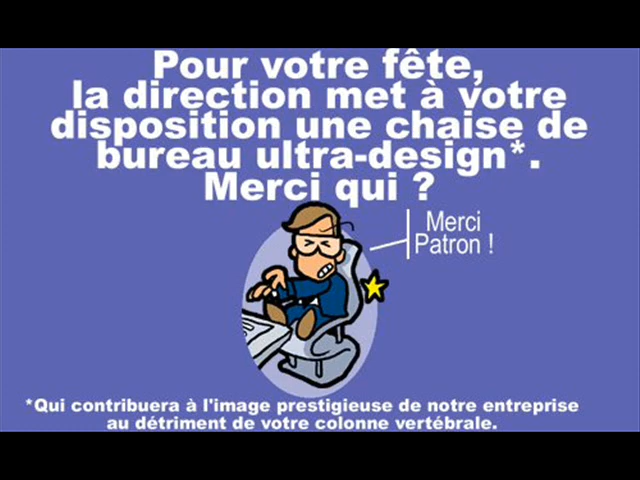 Pour votre fête,
la direction met à votre
disposition une chaise de
bureau ultra-design*.
Merci qui ?
Merci
Patron !
*Qui contribuera à l'image prestigieuse de notre entreprise
au détriment de votre colonne vertébrale.